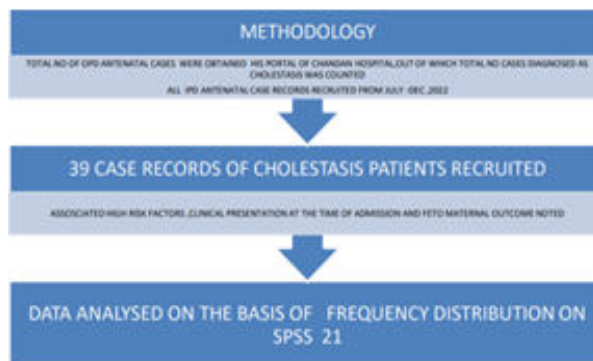 METHODOLOGY
TOTAL NO OF OPD ANTENATAL CASES WERE OBTAINED HIS PORTAL OF CHANDAN HOSPITAL,OUT OF WHICH TOTAL NO CASES DIAGNOSED AS
CHOLESTASIS WAS COUNTED
ALL IPD ANTENATAL CASE RECORDS RECRUITED FROM JULY -DEC ,2022
39 CASE RECORDS OF CHOLESTASIS PATIENTS RECRUITED
ASSOSCIATED HIGH RISK FACTORS ,CLINICAL PRESENTATION AT THE TIME OF ADMISSION AND FETO MATERNAL OUTCOME NOTED
DATA ANALYSED ON THE BASIS OF FREQUENCY DISTRIBUTION ON
SPSS 21